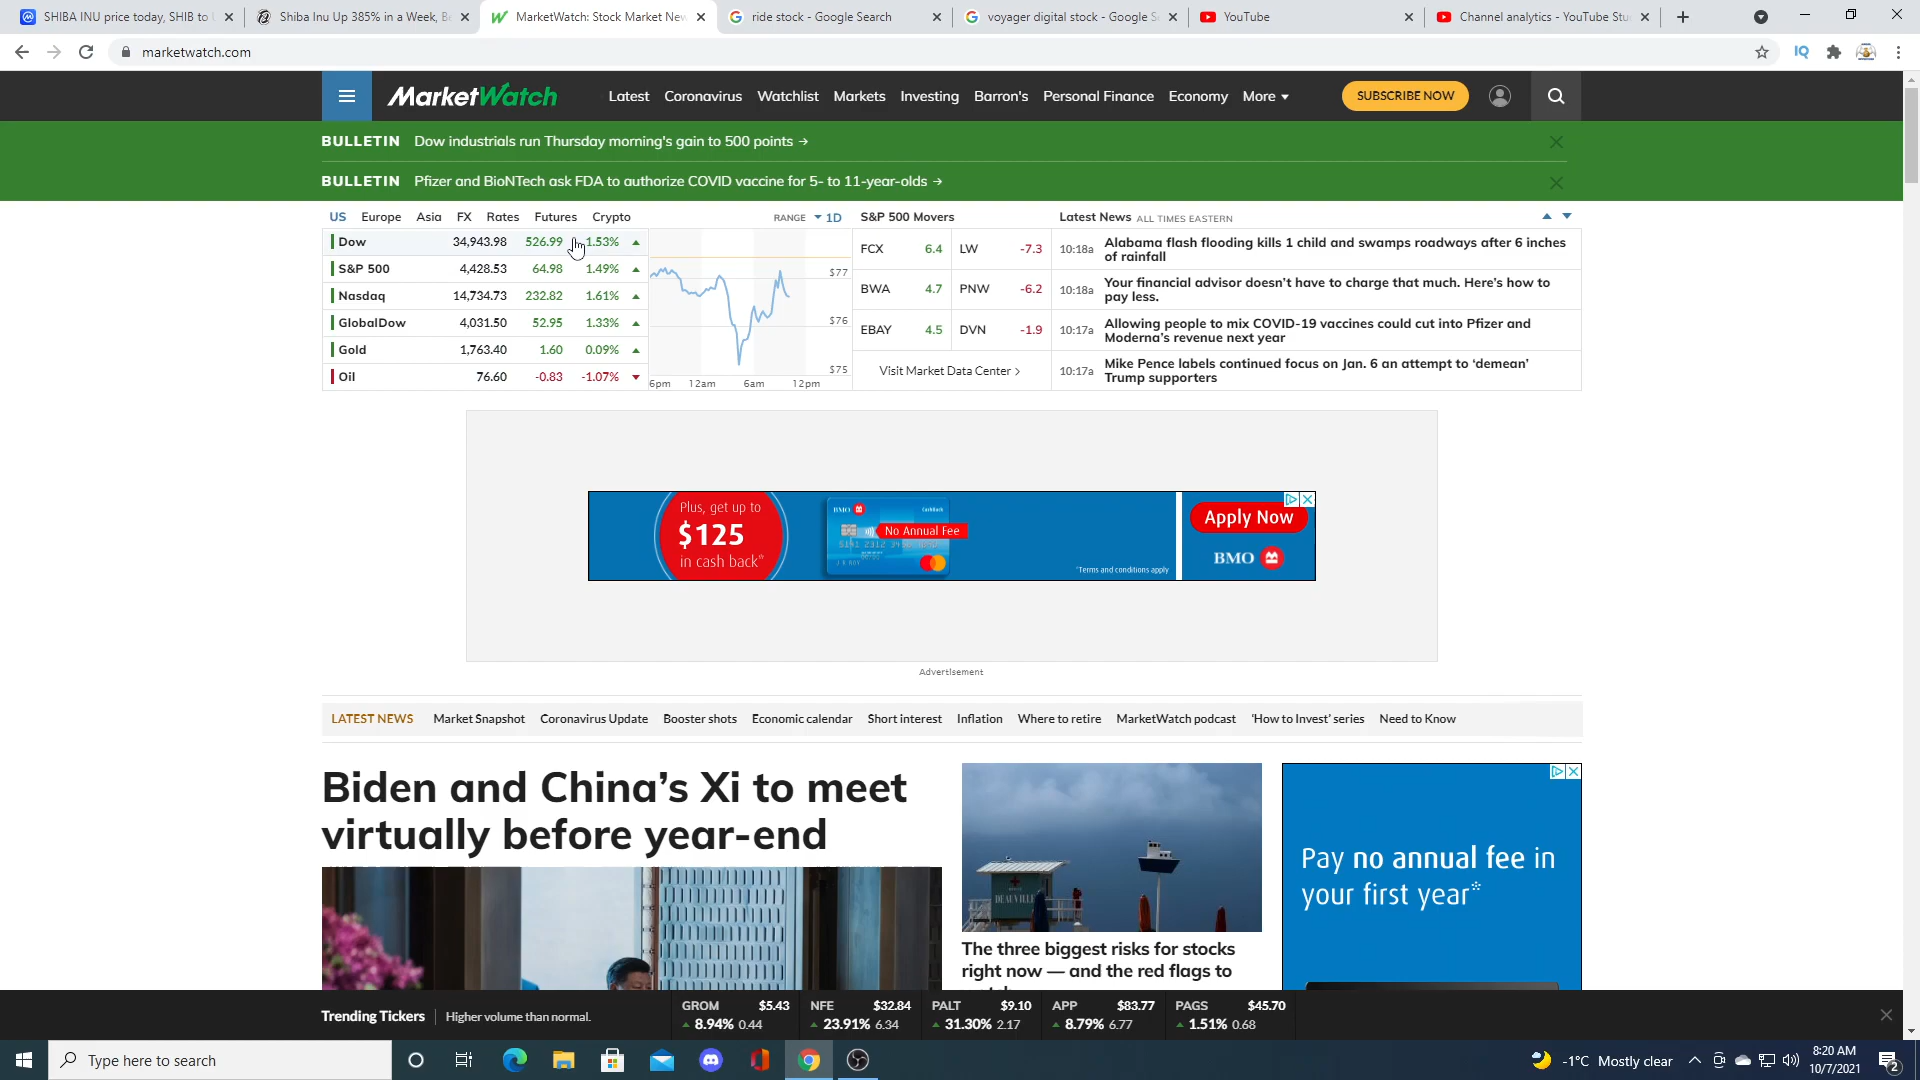 SHIBA INU price today, SHIB to
Shiba Inu Up 385% in a Week, Be
MarketWatch: Stock Market New
ride stock - Google Search
voyager digital stock - Google S
YouTube
Channel analytics - YouTube Stu
marketwatch.com
IQ
MarketWatch
Latest Coronavirus Watchlist Markets Investing Barron's Personal Finance Economy More
SUBSCRIBE NOW
BULLETIN Dow industrials run Thursday morning's gain to 500 points →
BULLETIN Pfizer and BioNTech ask FDA to authorize COVID vaccine for 5- to 11-year-olds →
US Europe Asia FX Rates Futures Crypto
RANGE 1D
Dow 34,943.98 526.99 1.53%
S&P 500 4,428.53 64.98 1.49%
Nasdaq 14,734.73 232.82 1.61%
GlobalDow 4,031.50 52.95 1.33%
Gold 1,763.40 1.60 0.09%
Oil 76.60 -0.83 -1.07%
$77
$76
$75
6pm 12am 6am 12pm
S&P 500 Movers
FCX 6.4 LW -7.3
BWA 4.7 PNW -6.2
EBAY 4.5 DVN -1.9
Visit Market Data Center >
Latest News ALL TIMES EASTERN
10:18a Alabama flash flooding kills 1 child and swamps roadways after 6 inches
of rainfall
10:18a Your financial advisor doesn't have to charge that much. Here's how to
pay less.
10:17a Allowing people to mix COVID-19 vaccines could cut into Pfizer and
Moderna's revenue next year
10:17a Mike Pence labels continued focus on Jan. 6 an attempt to 'demean'
Trump supporters
Plus, get up to
$125
in cash back*
BMO
CashBack
No Annual Fee
*Terms and conditions apply
Apply Now
BMO
Advertisement
LATEST NEWS Market Snapshot Coronavirus Update Booster shots Economic calendar Short interest Inflation Where to retire MarketWatch podcast 'How to Invest' series Need to Know
Biden and China's Xi to meet
virtually before year-end
DEAUVILLE
The three biggest risks for stocks
right now — and the red flags to
Pay no annual fee in
your first year*
Trending Tickers Higher volume than normal.
GROM $5.43
8.94% 0.44
NFE $32.84
23.91% 6.34
PALT $9.10
31.30% 2.17
APP $83.77
8.79% 6.77
PAGS $45.70
1.51% 0.68
Type here to search
-1°C Mostly clear
8:20 AM
10/7/2021
2